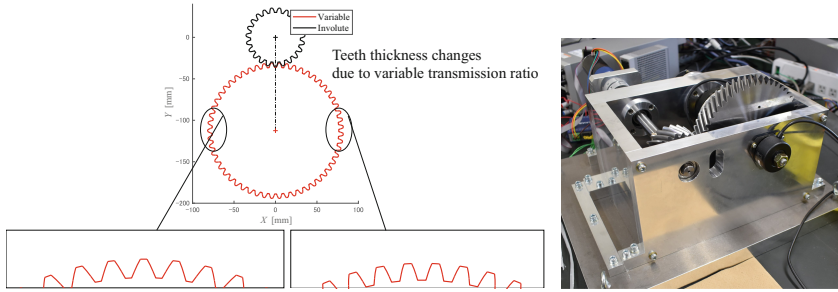 Variable
Involute
Teeth thickness changes
due to variable transmission ratio
0
−50
−100
−150
−200
Y [mm]
−100
−50
0
50
100
X [mm]